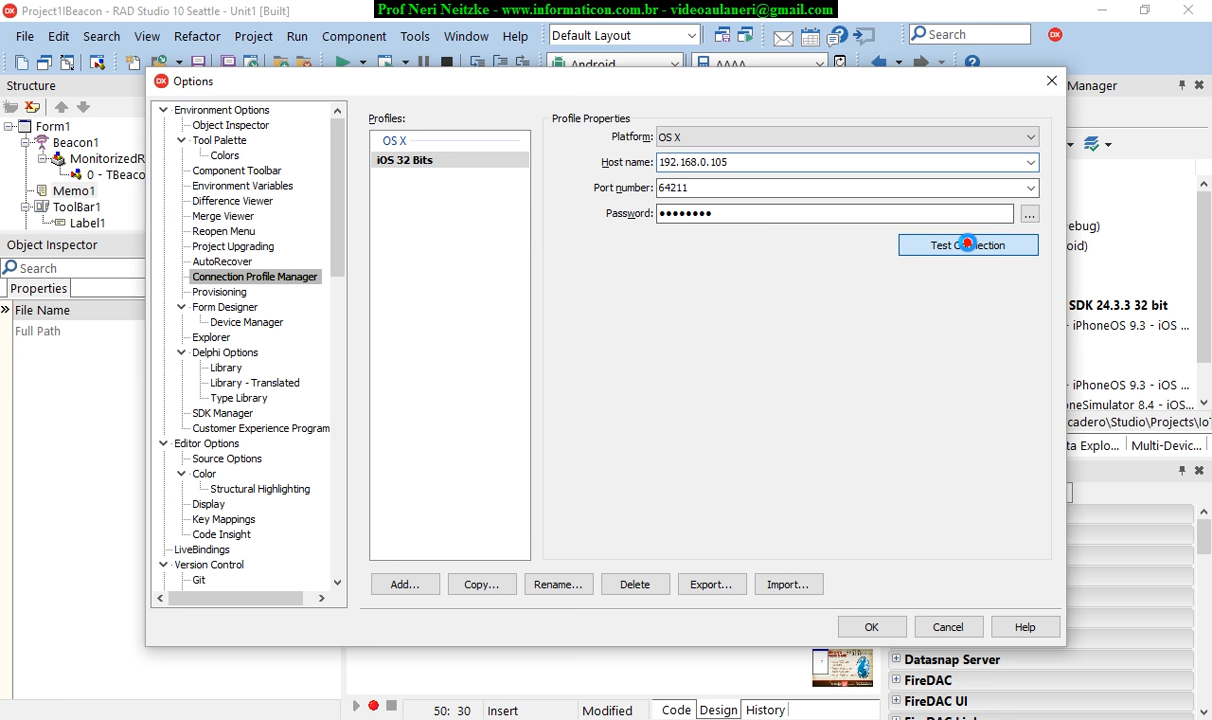 Project1IBeacon - RAD Studio 10 Seattle - Unit1 [Built]
Prof Neri Neitzke - www.informaticon.com.br - videoaulaneri@gmail.com
File Edit Search View Refactor Project Run Component Tools Window Help
Default Layout
Search
Android
AAAA
Structure
Form1
Beacon1
MonitorizedR
0 - TBeaco
Memo1
ToolBar1
Label1
Object Inspector
Search
Properties
File Name
Full Path
Options
Environment Options
Object Inspector
Tool Palette
Colors
Component Toolbar
Environment Variables
Difference Viewer
Merge Viewer
Reopen Menu
Project Upgrading
AutoRecover
Connection Profile Manager
Provisioning
Form Designer
Device Manager
Explorer
Delphi Options
Library
Library - Translated
Type Library
SDK Manager
Customer Experience Program
Editor Options
Source Options
Color
Structural Highlighting
Display
Key Mappings
Code Insight
LiveBindings
Version Control
Git
Profiles:
OS X
iOS 32 Bits
Profile Properties
Platform: OS X
Host name: 192.168.0.105
Port number: 64211
Password: ●●●●●●●●
...
Test Connection
Add... Copy... Rename... Delete Export... Import...
OK Cancel Help
Manager
ebug)
oid)
SDK 24.3.3 32 bit
- iPhoneOS 9.3 - iOS ...
- iPhoneOS 9.3 - iOS ...
oneSimulator 8.4 - iOS...
cadero\Studio\Projects\IoT
ta Explo... Multi-Devic...
Datasnap Server
FireDAC
FireDAC UI
50: 30 Insert Modified Code Design History